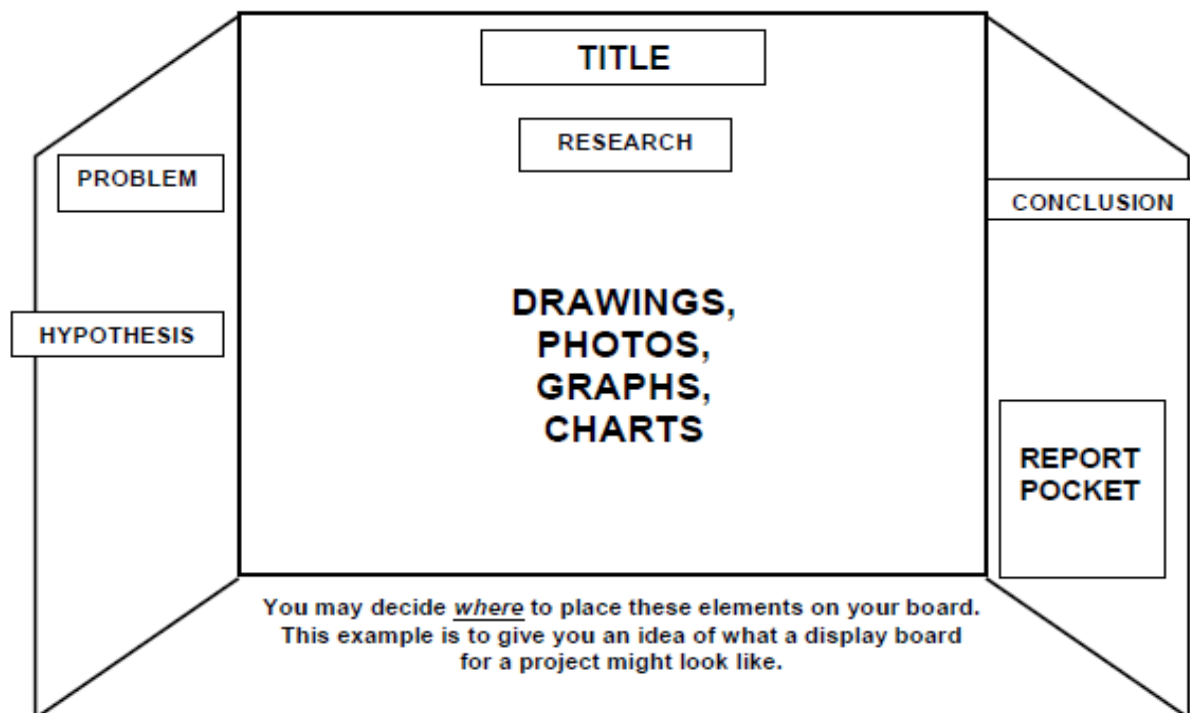 TITLE
RESEARCH
PROBLEM
HYPOTHESIS
DRAWINGS,
PHOTOS,
GRAPHS,
CHARTS
CONCLUSION
REPORT
POCKET
You may decide where to place these elements on your board.
This example is to give you an idea of what a display board
for a project might look like.